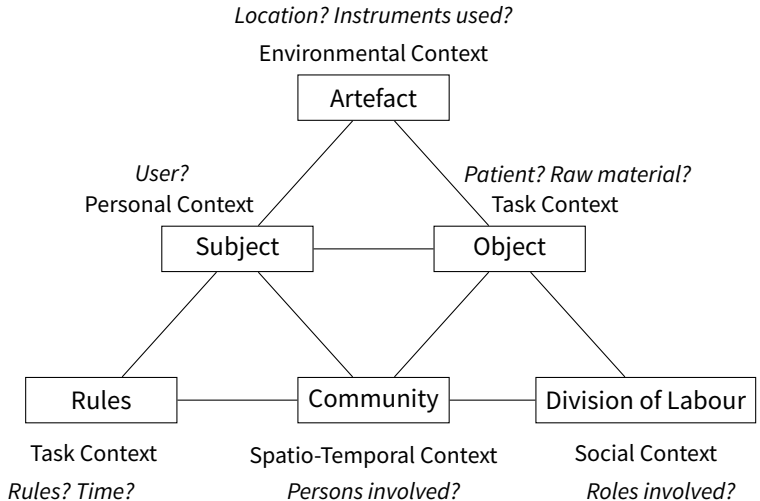 Location? Instruments used?
Environmental Context
Artefact
User?
Personal Context
Subject
Patient? Raw material?
Task Context
Object
Rules
Community
Division of Labour
Task Context
Spatio-Temporal Context
Social Context
Rules? Time?
Persons involved?
Roles involved?